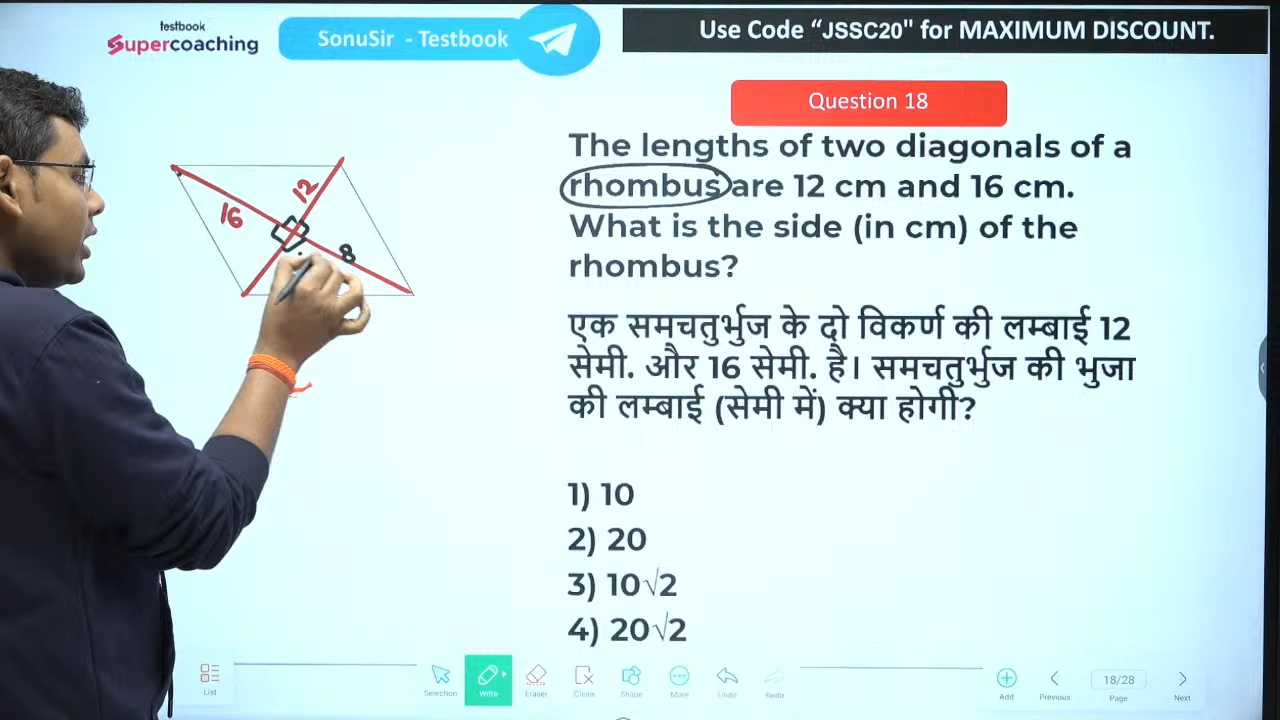 testbook
Supercoaching
SonuSir - Testbook
Use Code “JSSC20" for MAXIMUM DISCOUNT.
Question 18
The lengths of two diagonals of a
rhombus are 12 cm and 16 cm.
What is the side (in cm) of the
rhombus?
12
16
8
एक समचतुर्भुज के दो विकर्ण की लम्बाई 12
सेमी. और 16 सेमी. है। समचतुर्भुज की भुजा
की लम्बाई (सेमी में) क्या होगी?
1) 10
2) 20
3) 10√2
4) 20√2
List
Selection
Write
Eraser
Clean
Shape
More
Undo
Redo
Add
Previous
18/28
Page
Next